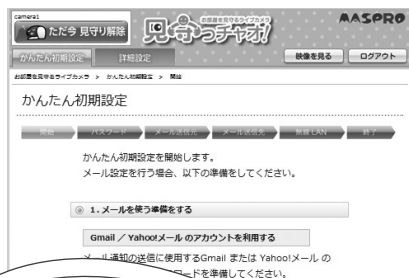 camera1
MASPRO
ただ今 見守り解除
お部屋を見守るライブカメラ
見守っチャオ!
かんたん初期設定
詳細設定
映像を見る
ログアウト
お部屋を見守るライブカメラ > かんたん初期設定 > 開始
かんたん初期設定
開始
パスワード
メール送信元
メール送信先
無線LAN
終了
かんたん初期設定を開始します。
メール設定を行う場合、以下の準備をしてください。
1. メールを使う準備をする
Gmail / Yahoo!メール のアカウントを利用する
メール通知の送信に使用するGmail または Yahoo!メール の
ードを準備してください。